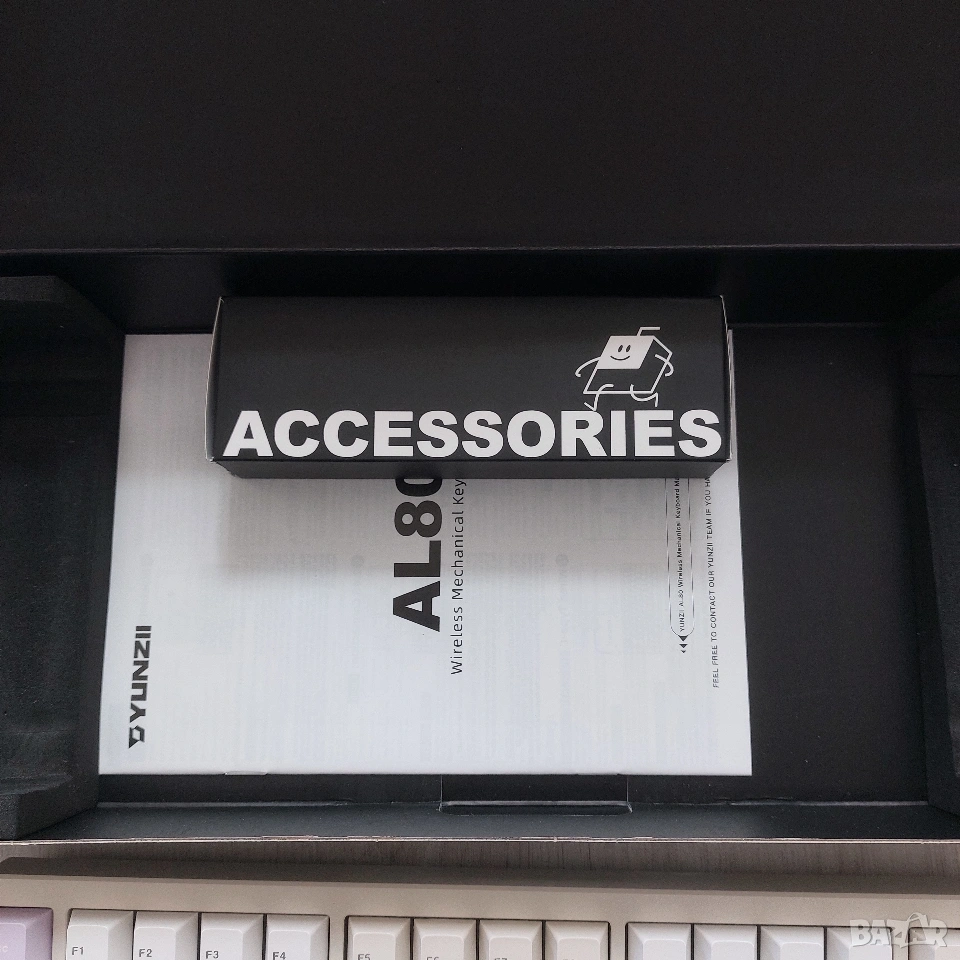 ACCESSORIES
YUNZII
AL80
Wireless Mechanical Key
YUNZII AL80 Wireless Mechanical Keyboard
FEEL FREE TO CONTACT OUR YUNZII TEAM IF YOU HA
F1
F2
F3
F4
F5
BAZAR